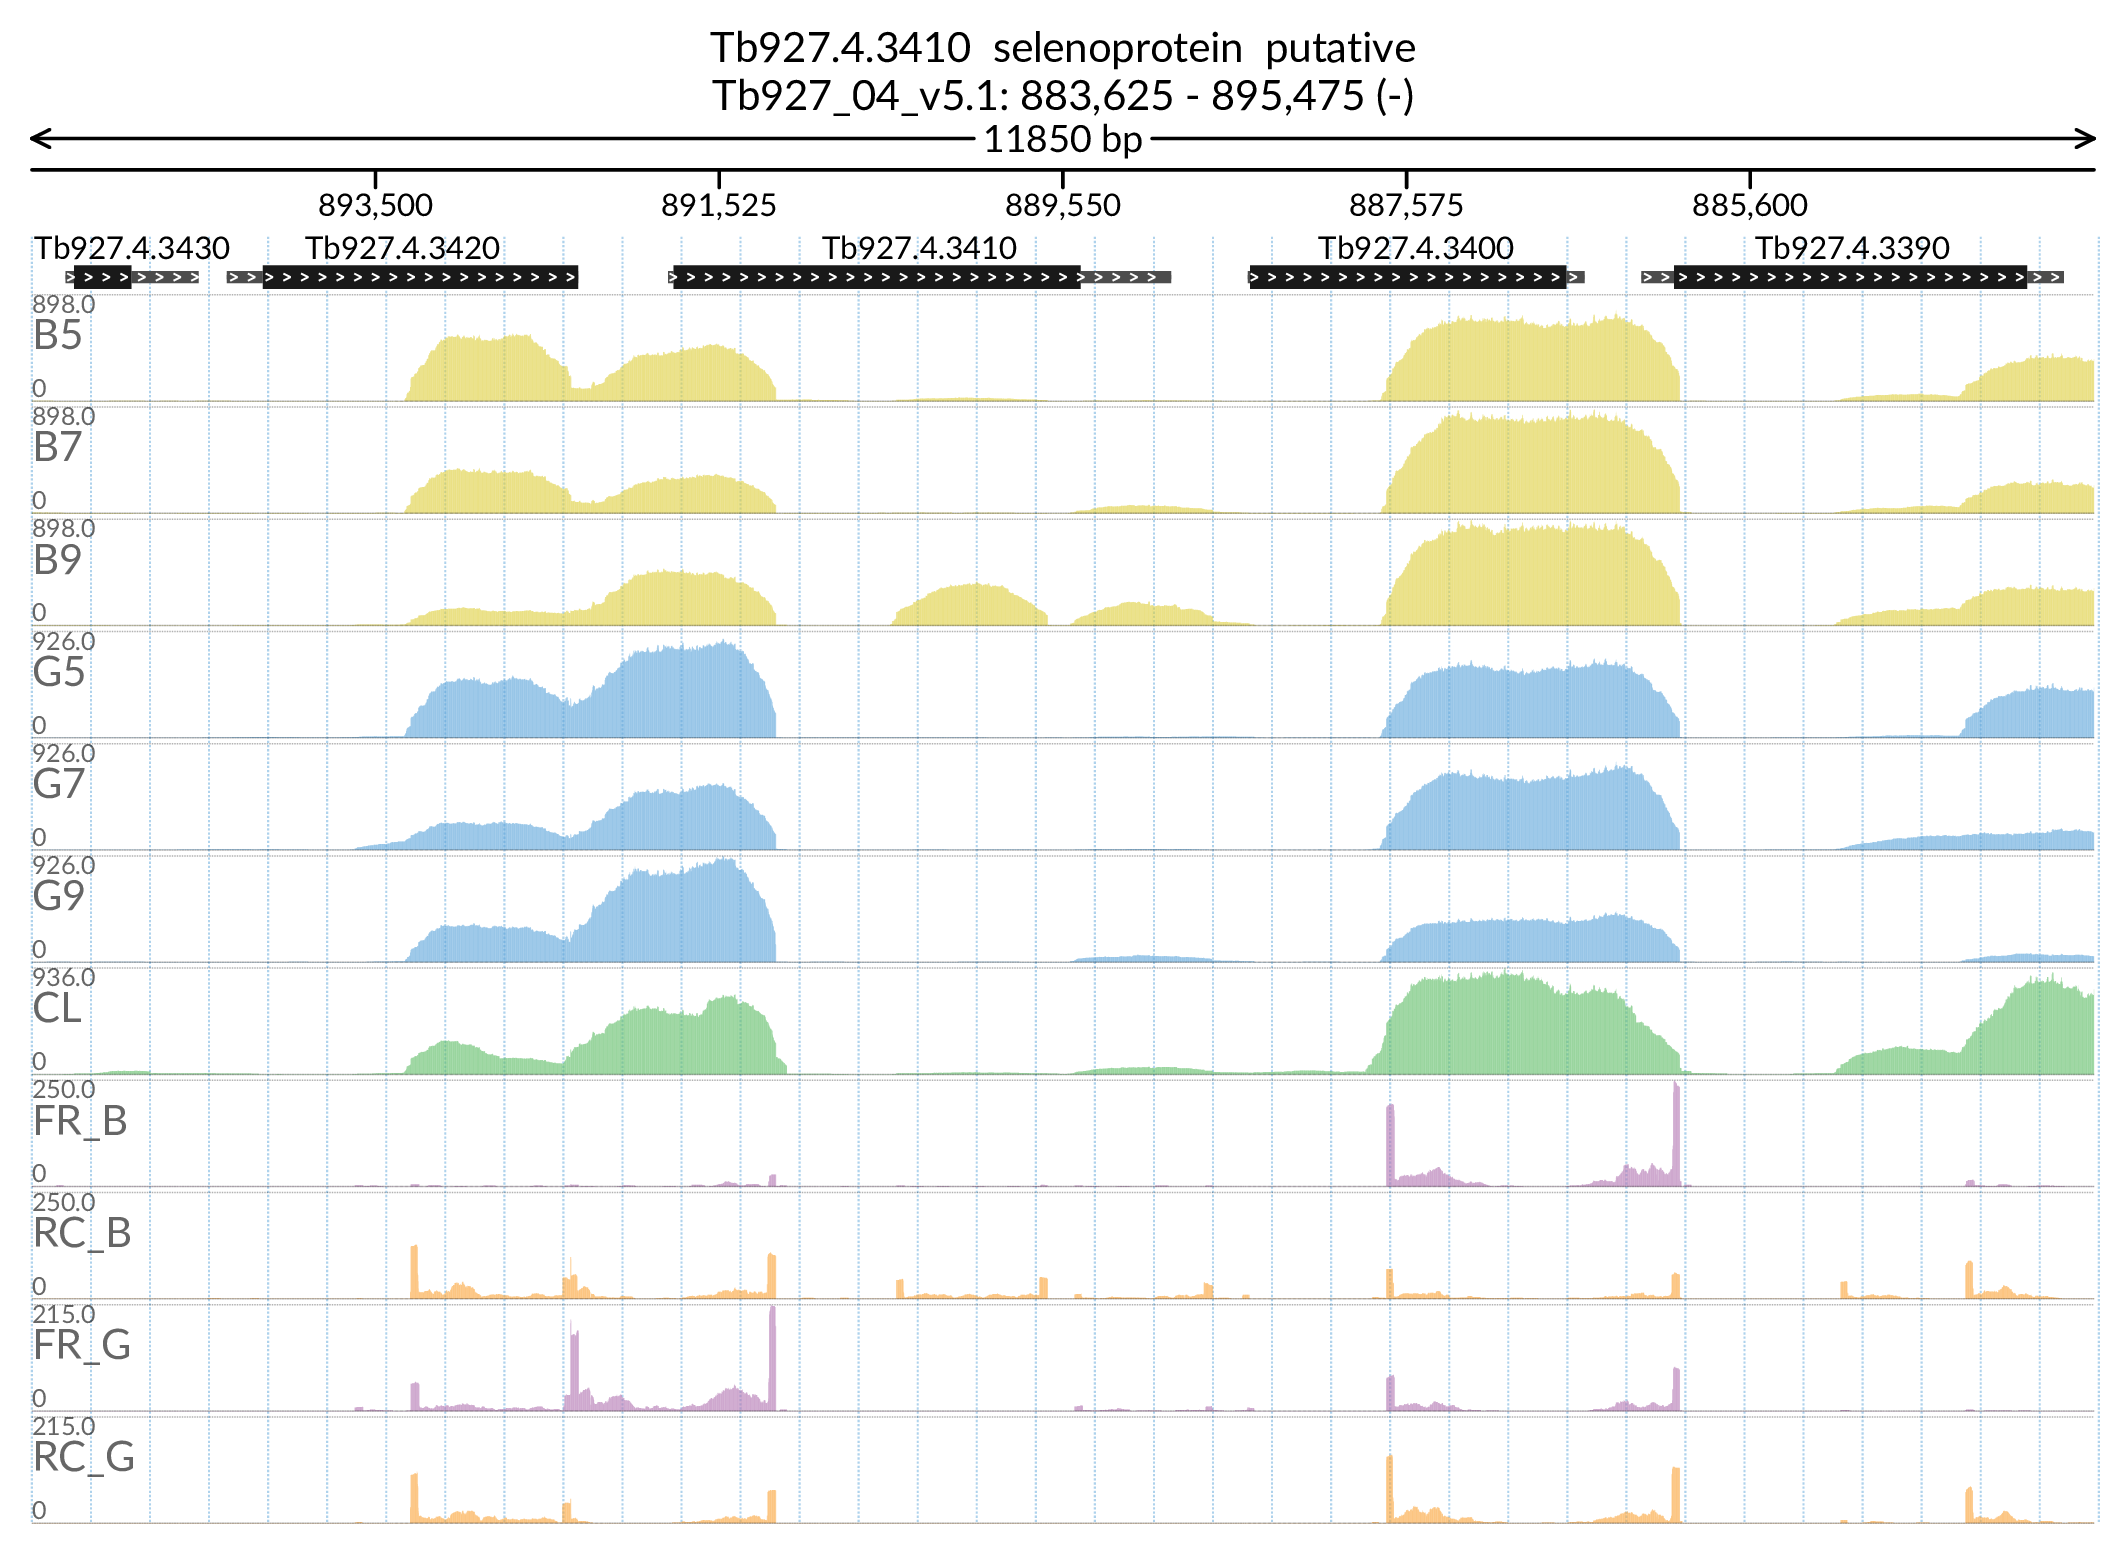 Tb927.4.3410 selenoprotein putative
Tb927_04_v5.1: 883,625 - 895,475 (-)
11850 bp
893,500 891,525 889,550 887,575 885,600
Tb927.4.3430 Tb927.4.3420 Tb927.4.3410 Tb927.4.3400 Tb927.4.3390
898.0
B5
0
898.0
B7
0
898.0
B9
0
926.0
G5
0
926.0
G7
0
926.0
G9
0
936.0
CL
0
250.0
FR_B
0
250.0
RC_B
0
215.0
FR_G
0
215.0
RC_G
0